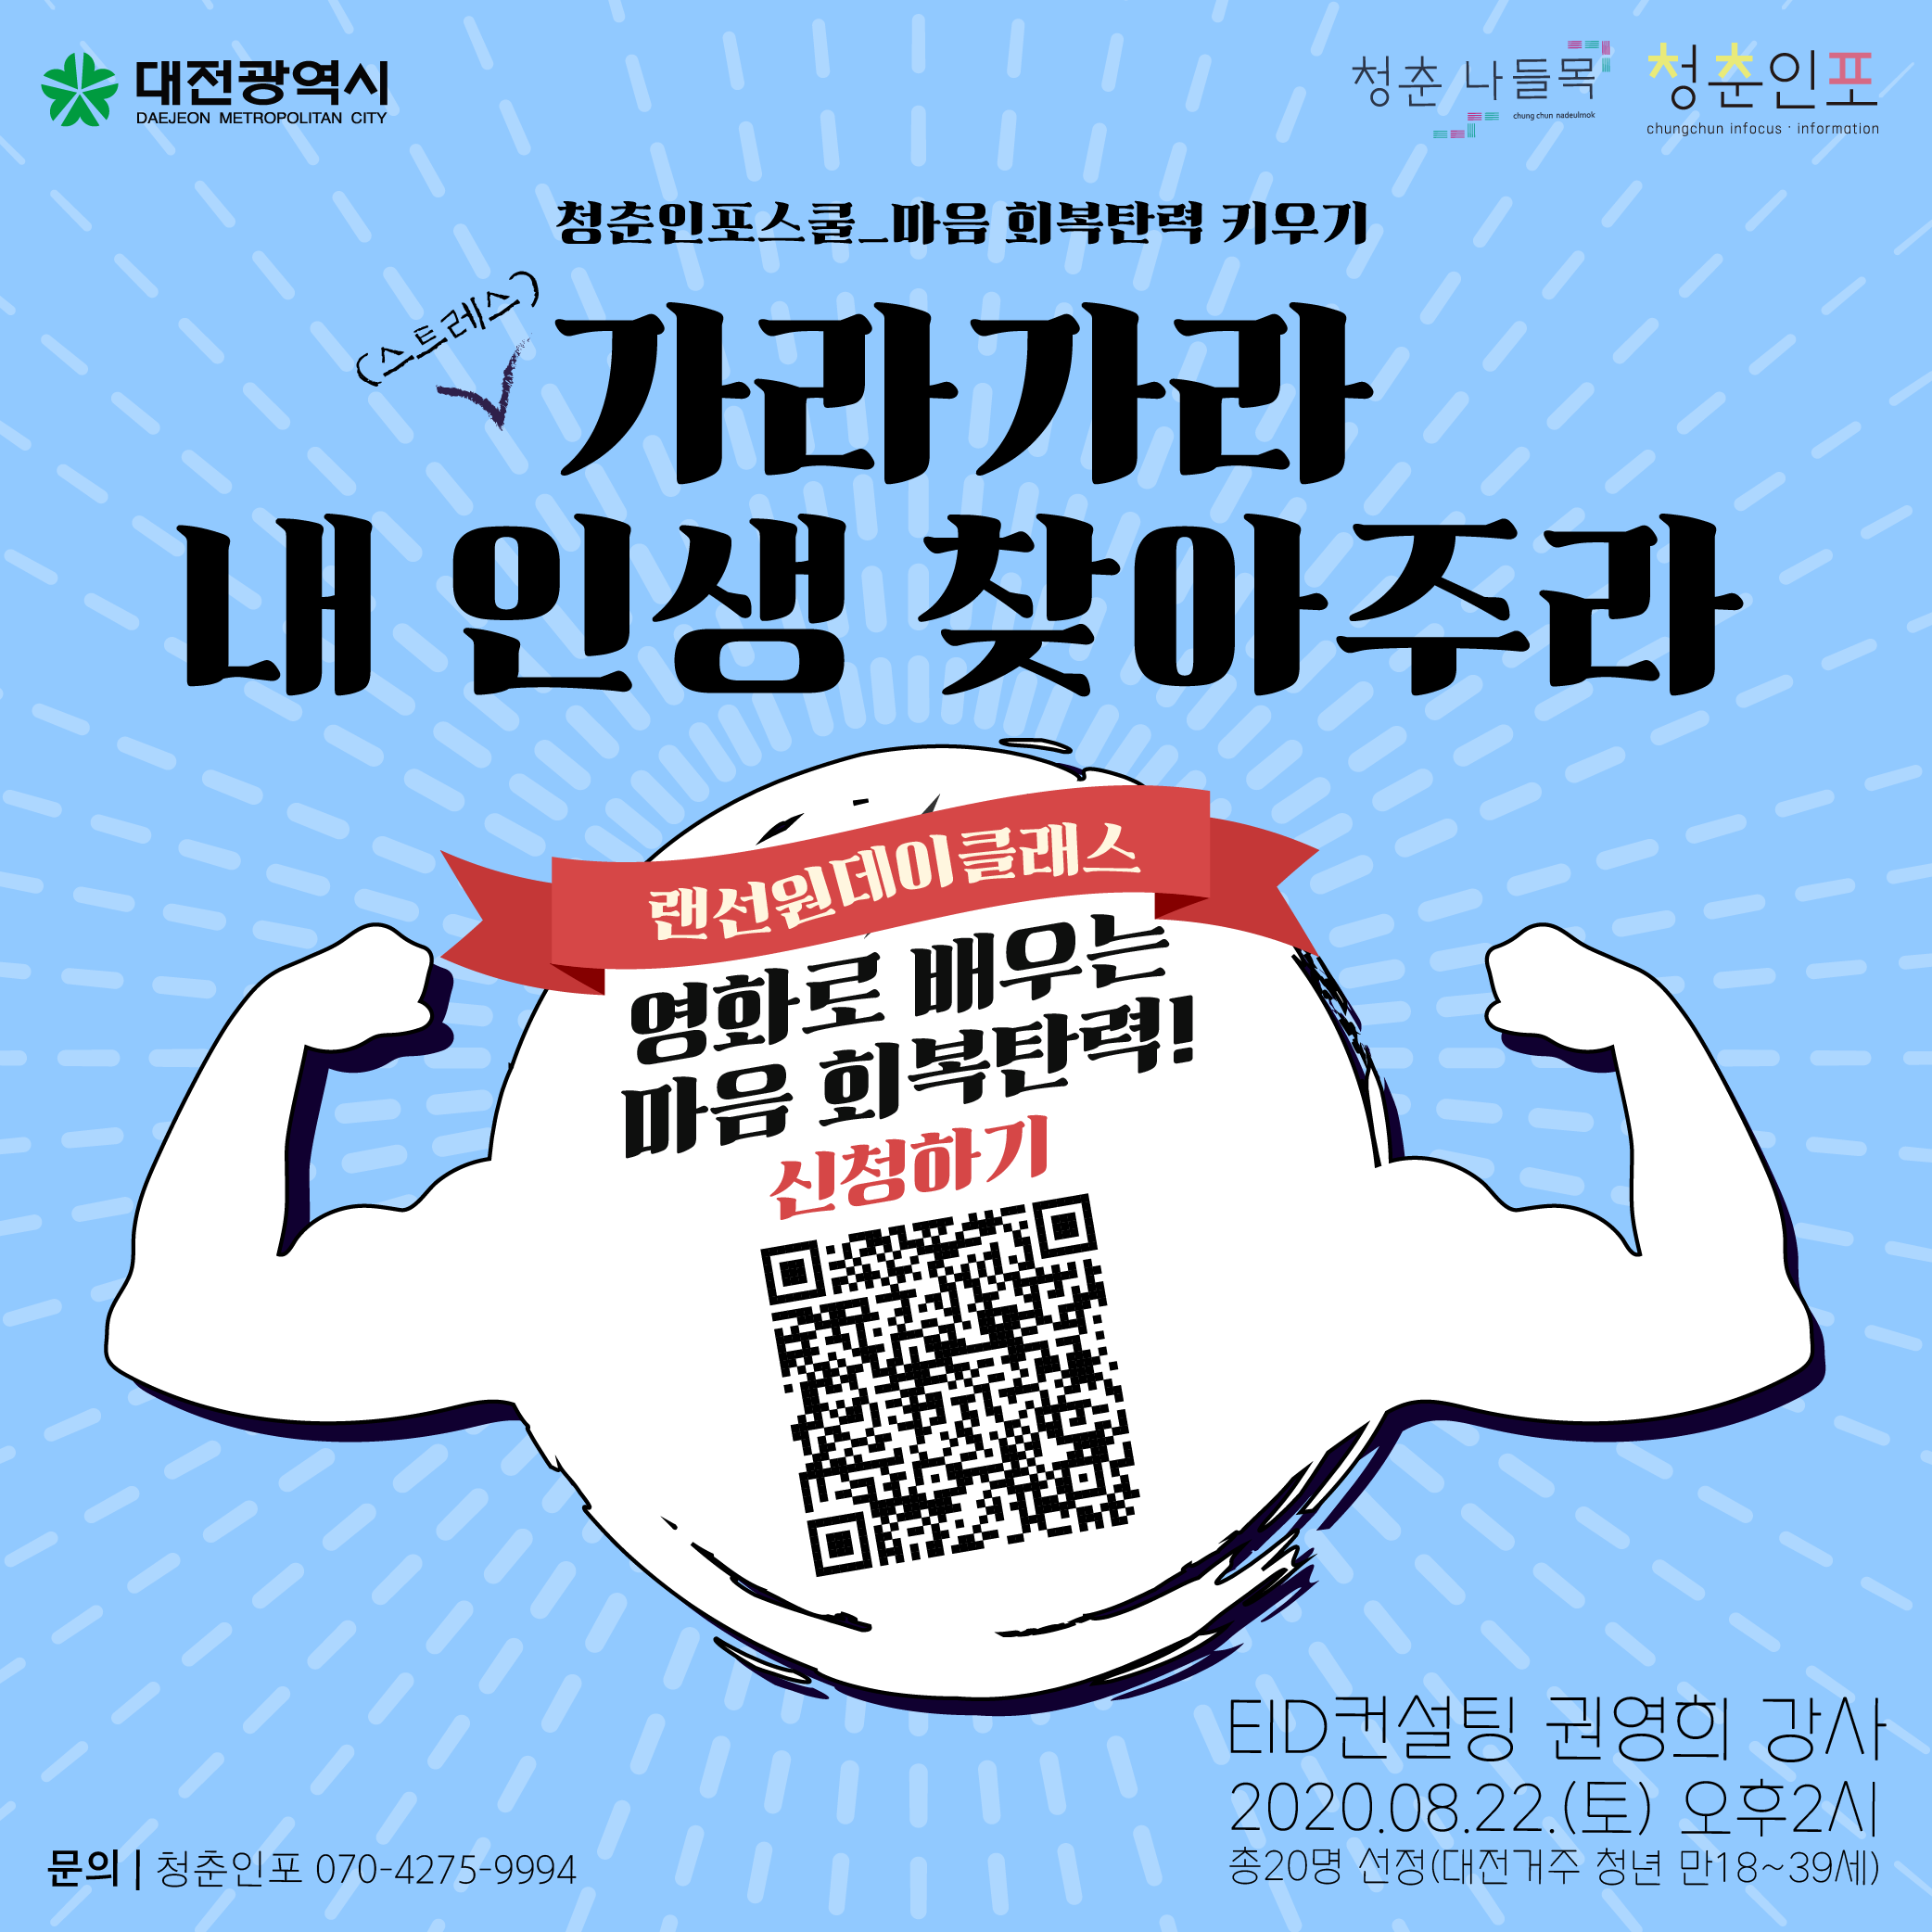 대전광역시
DAEJEON METROPOLITAN CITY
청춘 나들목
chung chun nadeulmok
청춘인포
chungchun infocus · information
청춘인포스쿨_마음 회복탄력 키우기
(스트레스)
가라가라
내 인생 찾아주라
랜선원데이클래스
영화로 배우는
마음 회복탄력!
신청하기
EID컨설팅 권영희 강사
2020.08.22.(토) 오후2시
총20명 선정(대전거주 청년 만18~39세)
문의 | 청춘인포 070-4275-9994